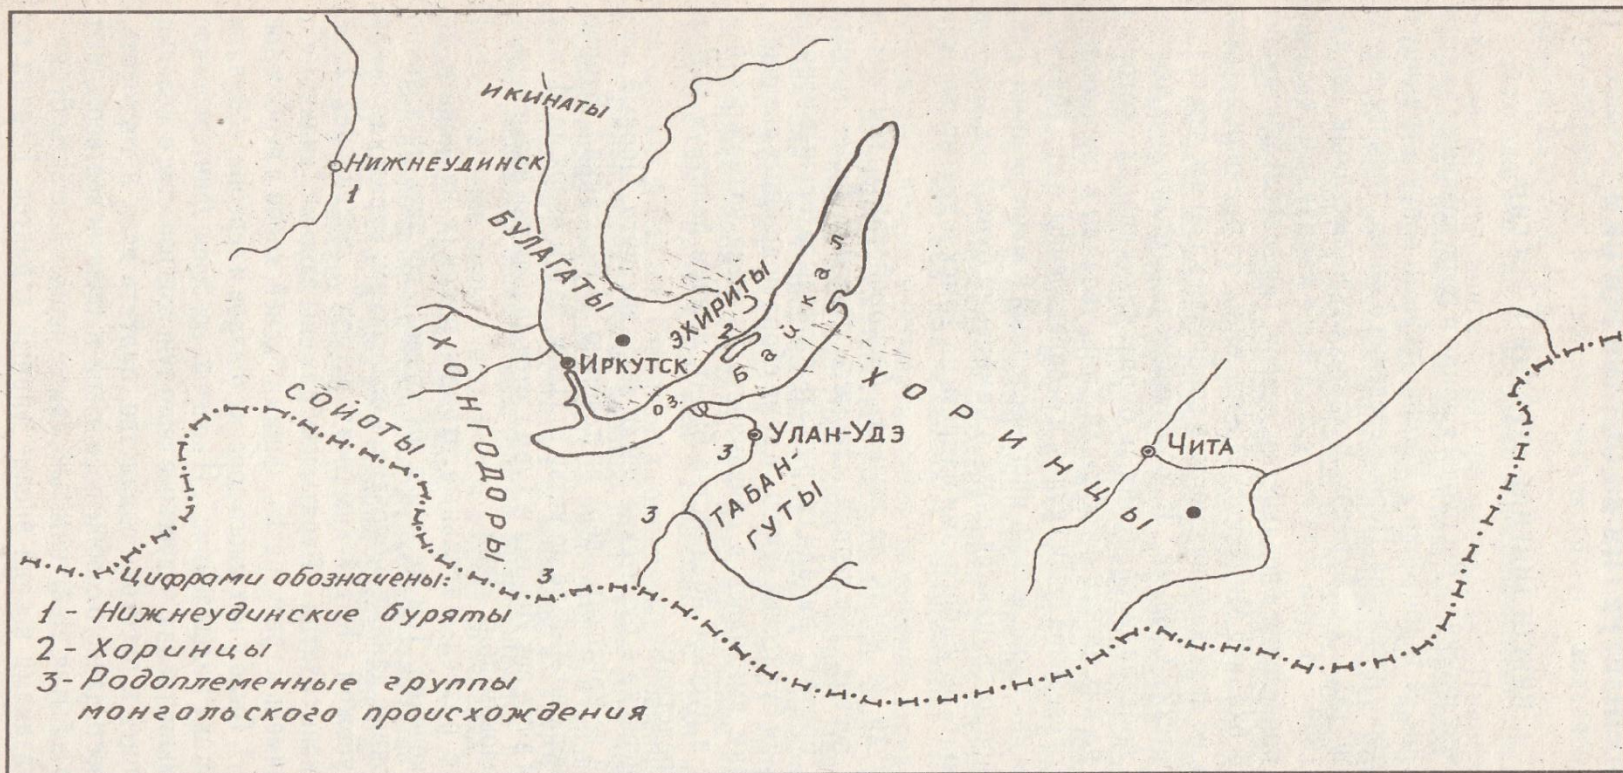 ИКИНАТЫ
НИЖНЕУДИНСК
1
БУЛАГАТЫ
ЭХИРИТЫ
2
оз. Байкал
ИРКУТСК
ХОНГОДОРЫ
СОЙОТЫ
ХОРИНЦЫ
УЛАН-УДЭ
3
ЧИТА
ТАБАН-
ГУТЫ
3
3
Цифрами обозначены:
1 - Нижнеудинские буряты
2 - Хоринцы
3 - Родоплеменные группы
монгольского происхождения